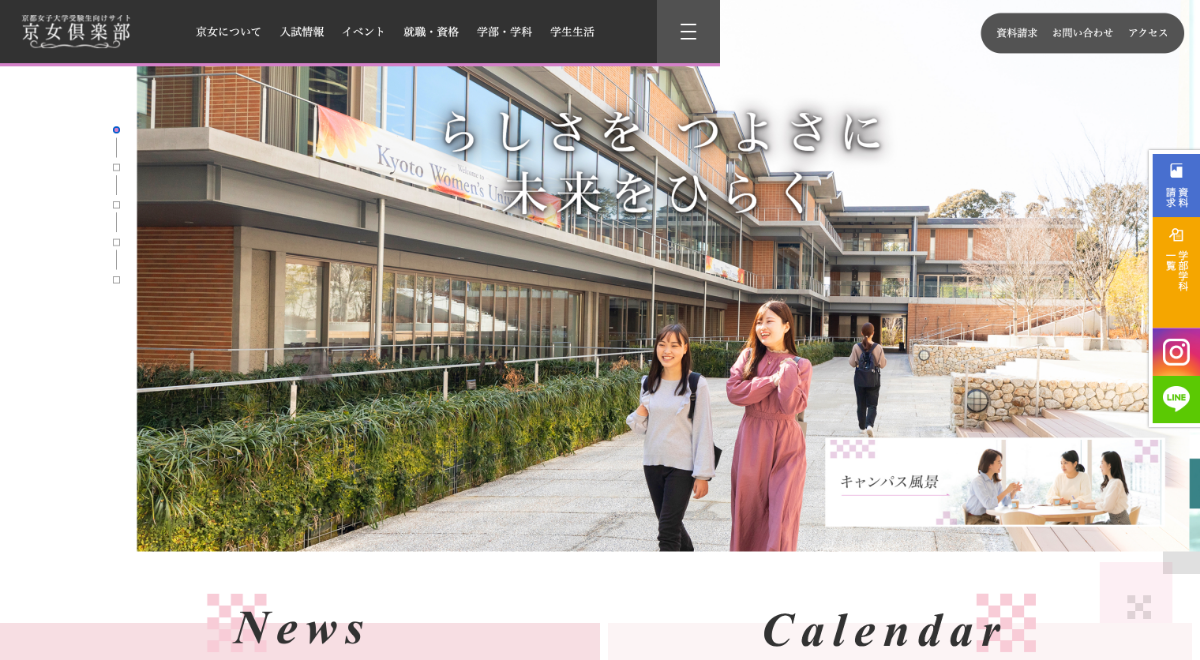 京都女子大学受験生向けサイト
京女倶楽部
京女について 入試情報 イベント 就職・資格 学部・学科 学生生活
資料請求 お問い合わせ アクセス
らしさを つよさに
未来をひらく
Welcome to
Kyoto Women's Uni
資料
請求
学部学科
一覧
LINE
キャンパス風景
News
Calendar